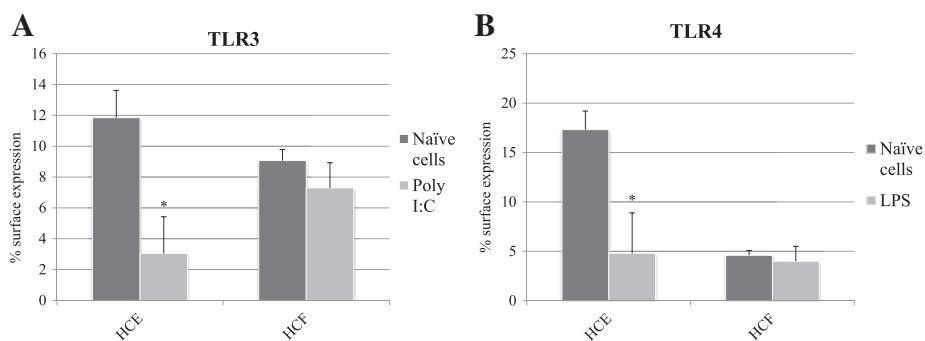 A
TLR3
% surface expression
16
14
12
10
8
6
4
2
0
*
HCE
HCF
Naïve
cells
Poly
I:C
B
TLR4
% surface expression
25
20
15
10
5
0
*
HCE
HCF
Naïve
cells
LPS